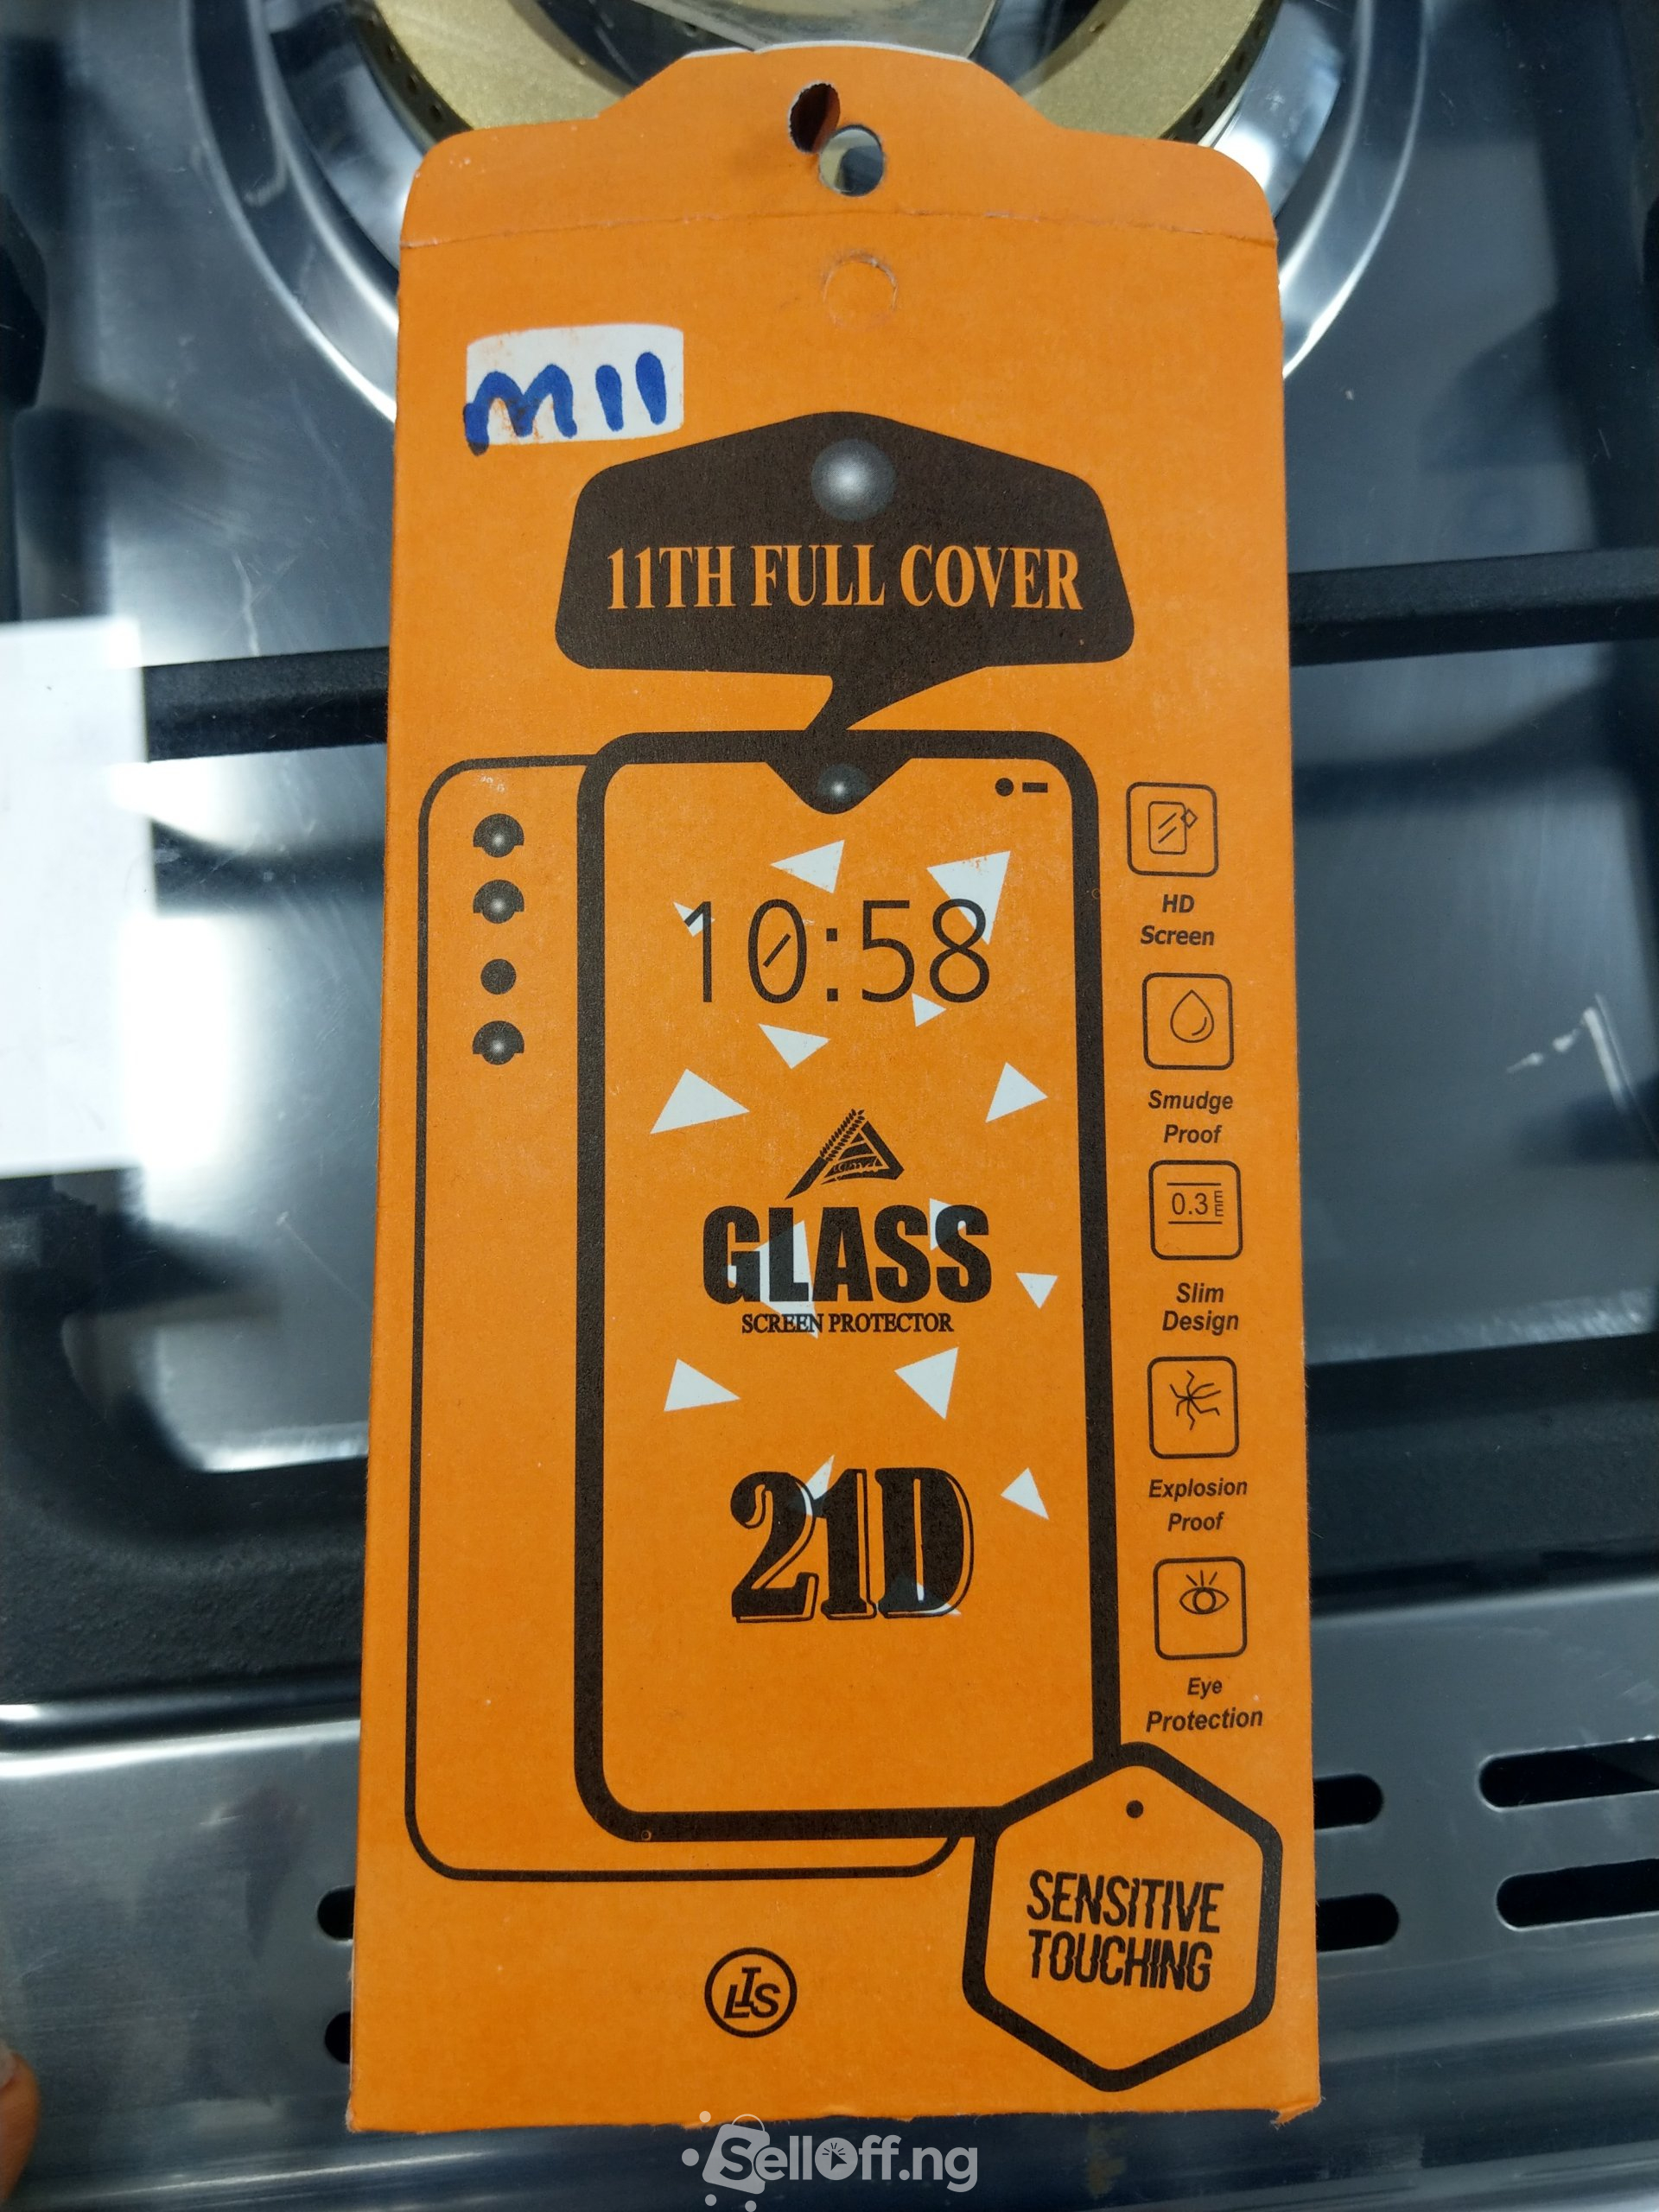 M11
11TH FULL COVER
10:58
GLASS
SCREEN PROTECTOR
21D
HD
Screen
Smudge
Proof
0.3
Slim
Design
Explosion
Proof
Eye
Protection
SENSITIVE
TOUCHING
SellOff.ng